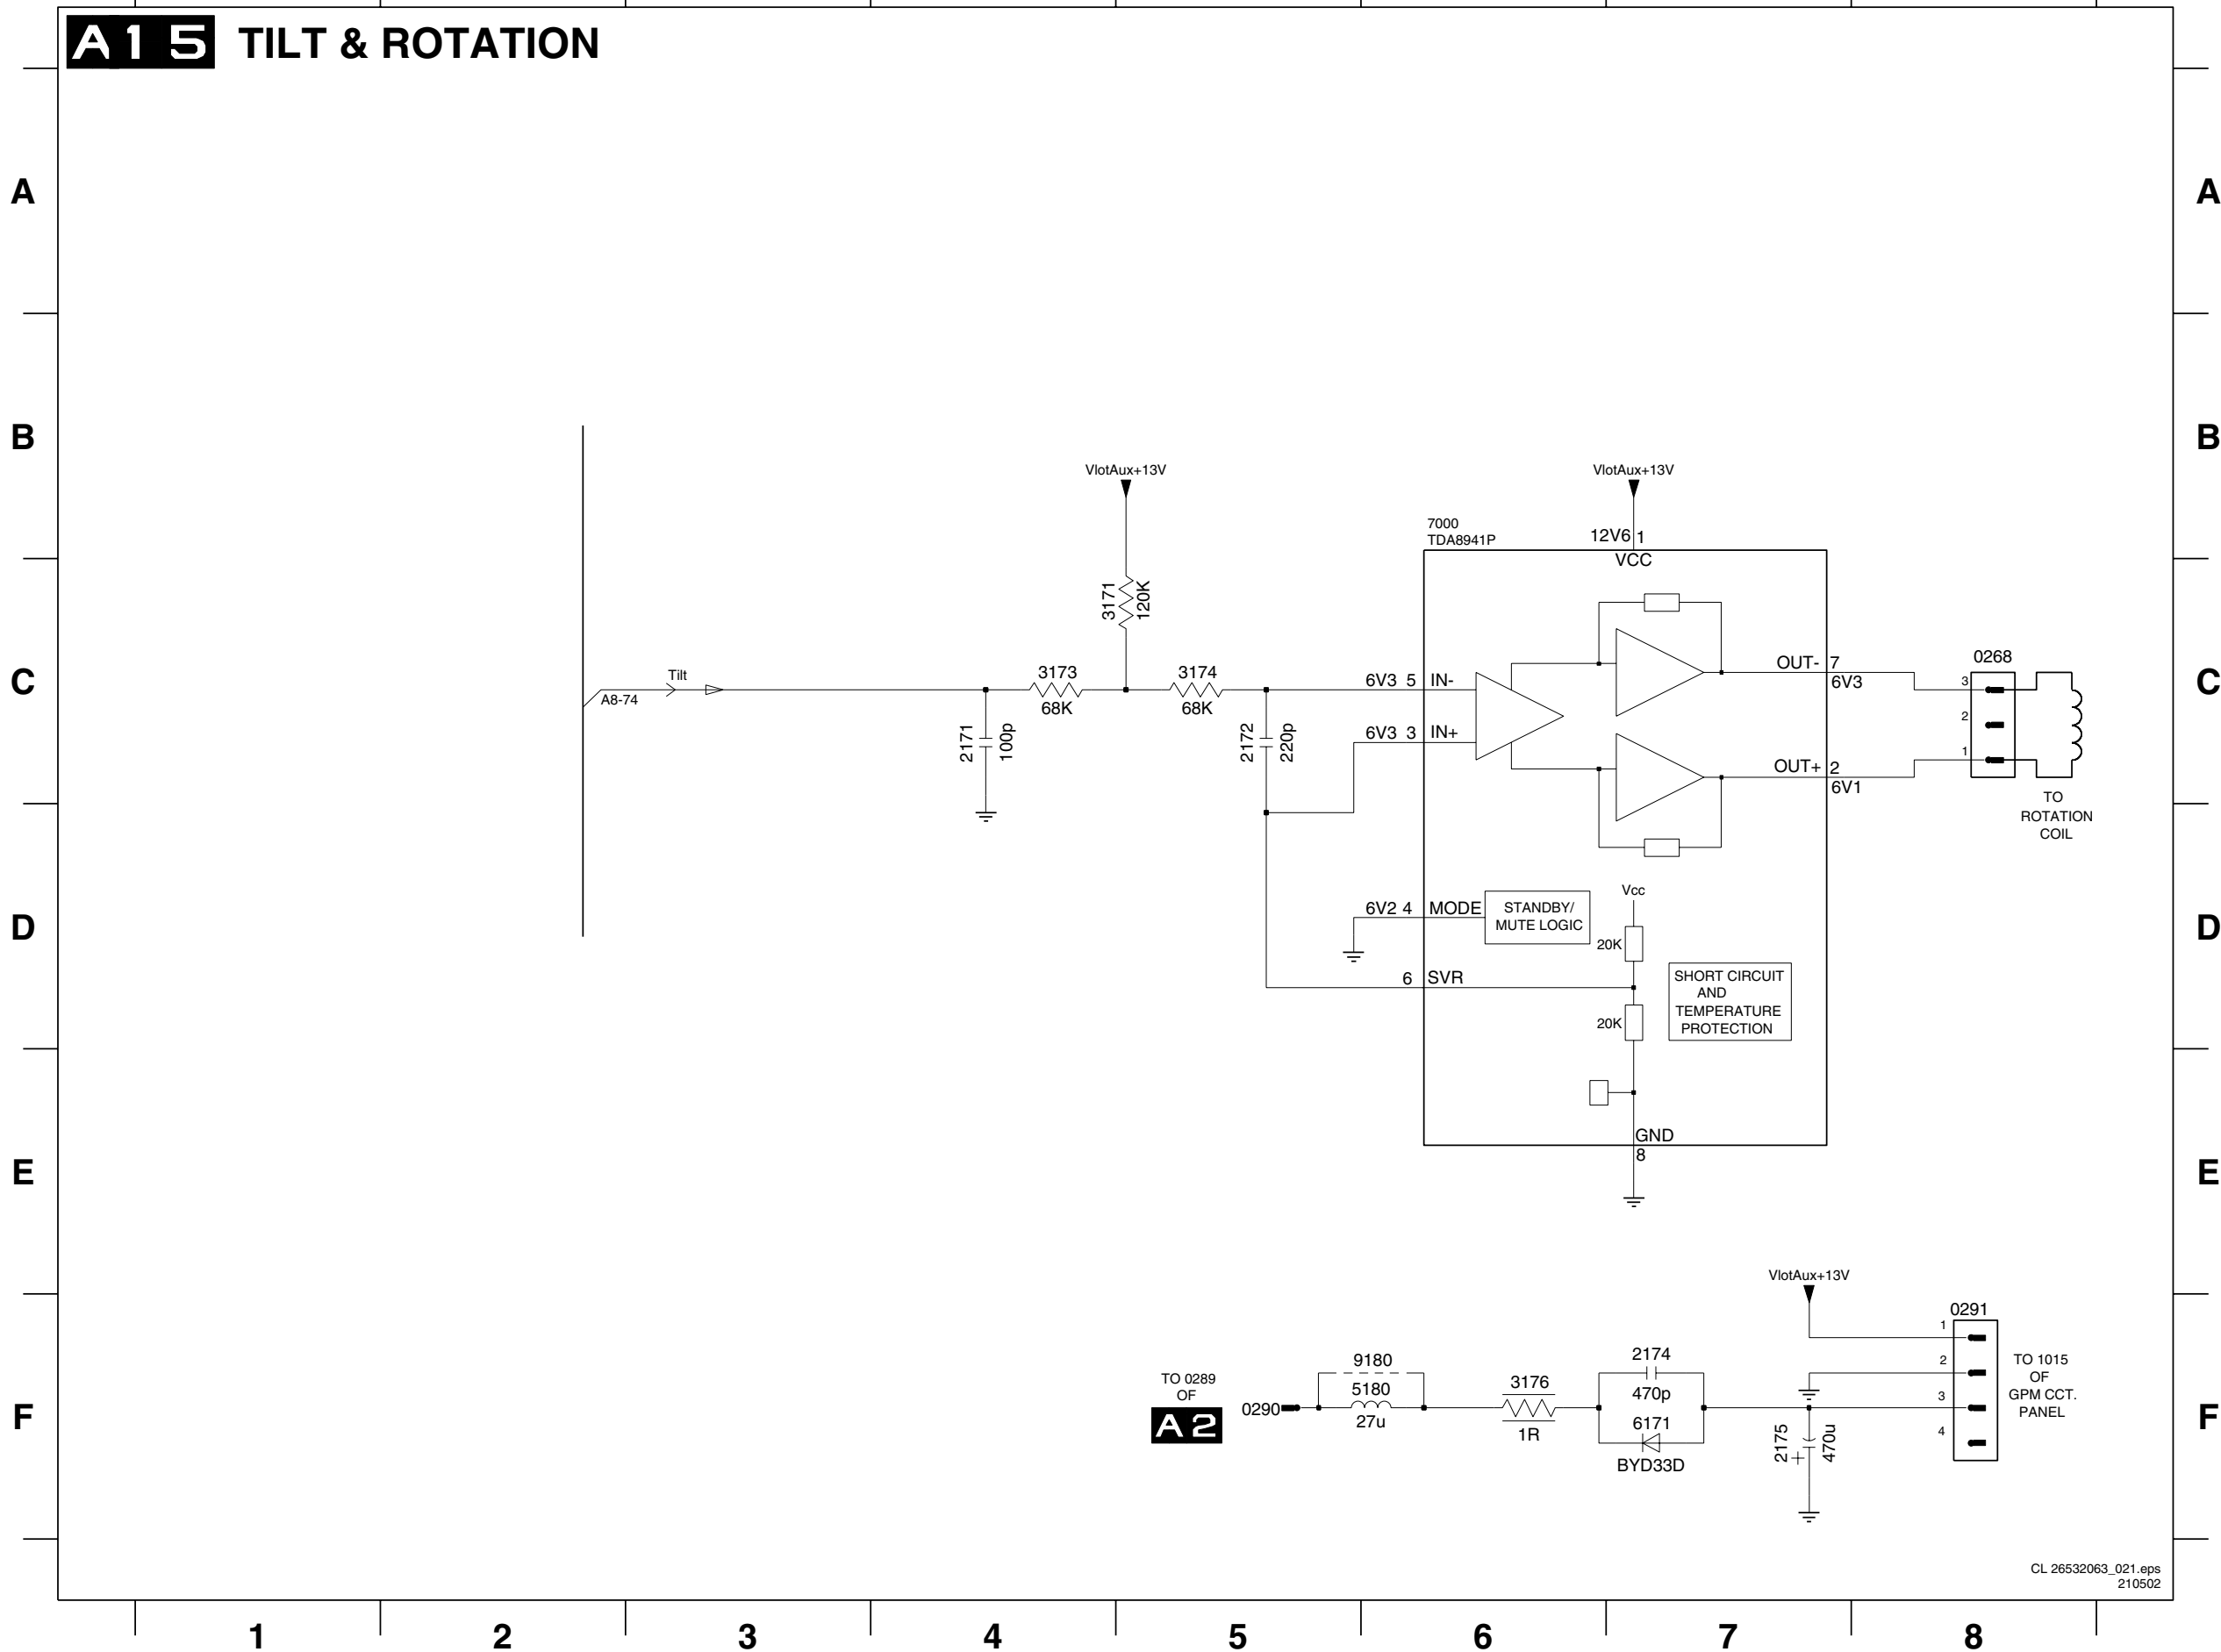 A15 TILT & ROTATION
A
A
B
B
VlotAux+13V
VlotAux+13V
7000
TDA8941P
12V6 1
VCC
3171
120K
C
C
Tilt
A8-74
3173
68K
3174
68K
2171
100p
2172
220p
6V3 5 IN-
6V3 3 IN+
OUT- 7
6V3
OUT+ 2
6V1
0268
3
2
1
TO
ROTATION
COIL
D
D
6V2 4 MODE
STANDBY/
MUTE LOGIC
Vcc
20K
6 SVR
20K
SHORT CIRCUIT
AND
TEMPERATURE
PROTECTION
E
E
GND
8
VlotAux+13V
F
F
TO 0289
OF
A2
0290
9180
5180
27u
3176
1R
2174
470p
6171
BYD33D
2175
+
470u
0291
1
2
3
4
TO 1015
OF
GPM CCT.
PANEL
CL 26532063_021.eps
210502
1 2 3 4 5 6 7 8